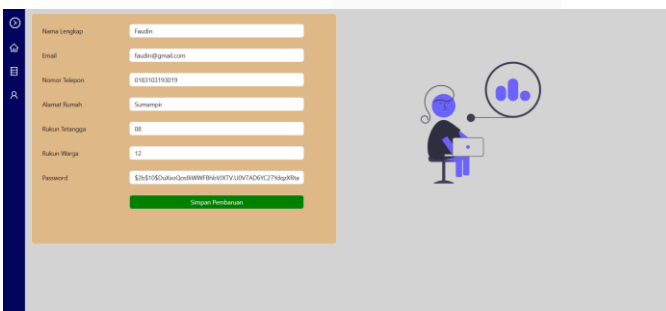 Nama Lengkap Faudin
Email faudin@gmail.com
Nomor Telepon 0183103193019
Alamat Rumah Sumampir
Rukun Tetangga 08
Rukun Warga 12
Password
Simpan Pembaruan